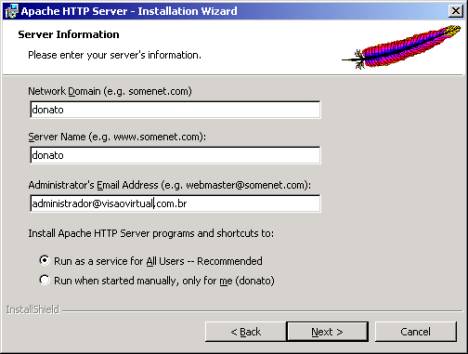 Apache HTTP Server - Installation Wizard
Server Information
Please enter your server's information.
Network Domain (e.g. somenet.com)
donato
Server Name (e.g. www.somenet.com):
donato
Administrator's Email Address (e.g. webmaster@somenet.com):
administrador@visaovirtual.com.br
Install Apache HTTP Server programs and shortcuts to:
Run as a service for All Users -- Recommended
Run when started manually, only for me (donato)
InstallShield
< Back
Next >
Cancel